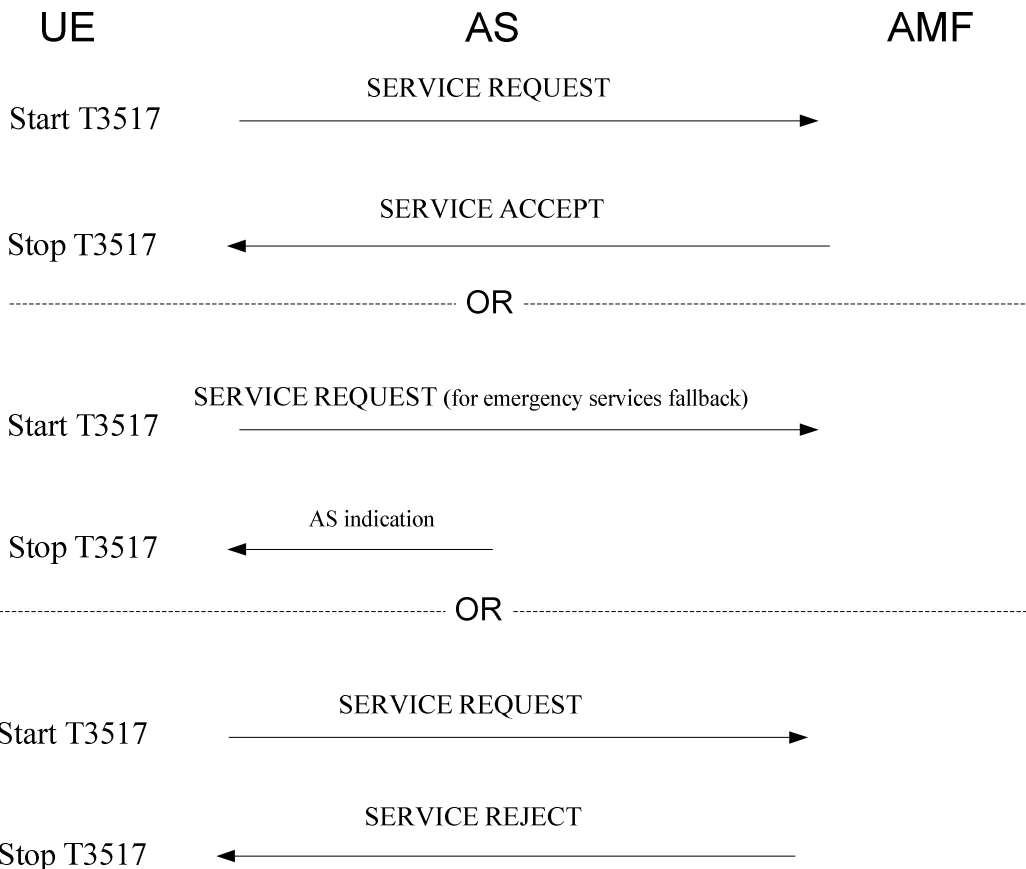 UE AS AMF
SERVICE REQUEST
Start T3517
SERVICE ACCEPT
Stop T3517
OR
SERVICE REQUEST (for emergency services fallback)
Start T3517
AS indication
Stop T3517
OR
SERVICE REQUEST
Start T3517
SERVICE REJECT
Stop T3517